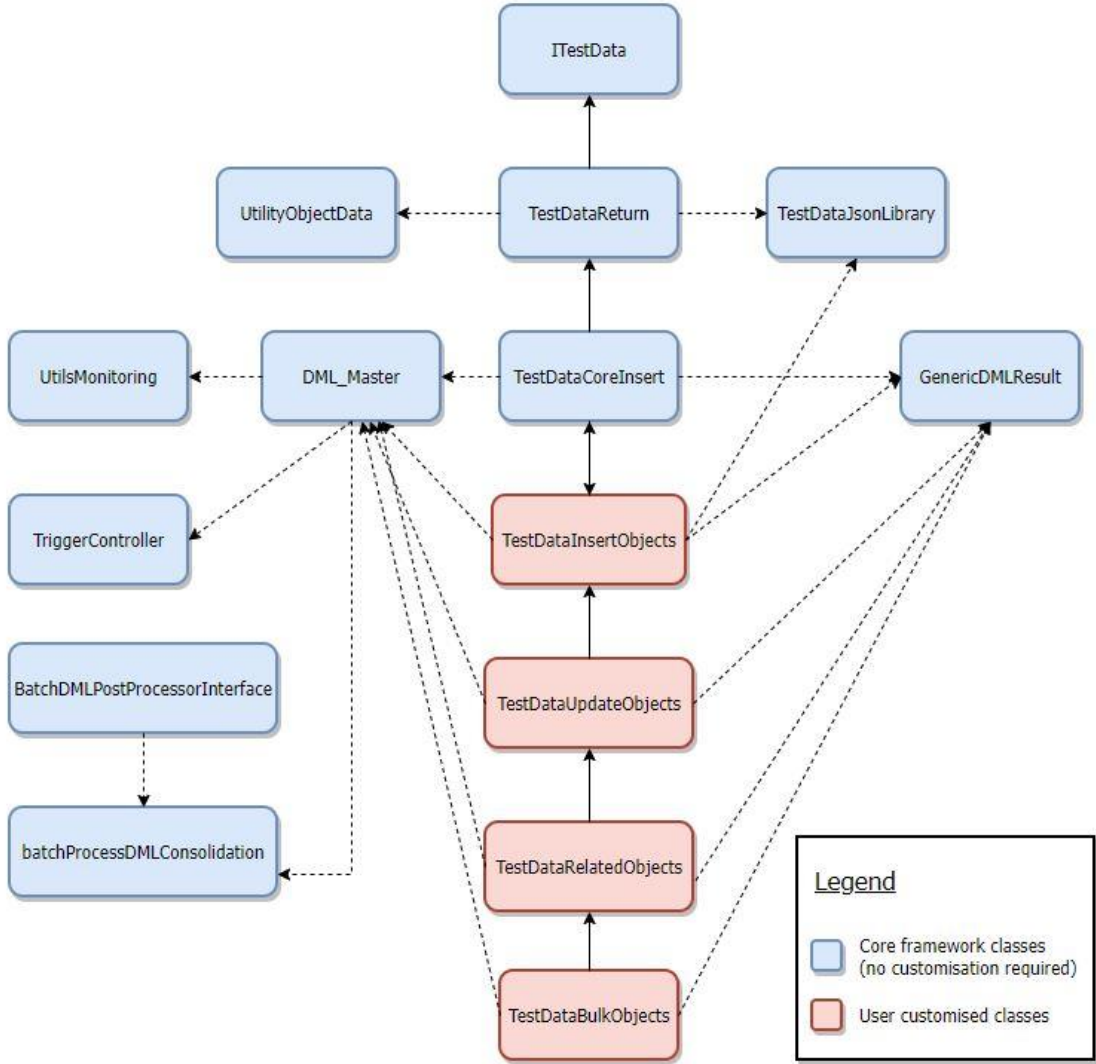 ITestData
UtilityObjectData
TestDataReturn
TestDataJsonLibrary
UtilsMonitoring
DML_Master
TestDataCoreInsert
GenericDMLResult
TriggerController
TestDataInsertObjects
BatchDMLPostProcessorInterface
TestDataUpdateObjects
batchProcessDMLConsolidation
TestDataRelatedObjects
TestDataBulkObjects
Legend
Core framework classes
(no customisation required)
User customised classes